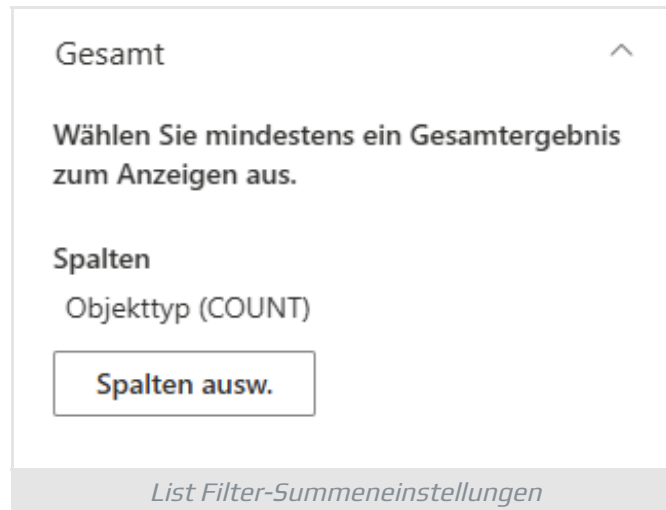 Gesamt
Wählen Sie mindestens ein Gesamtergebnis
zum Anzeigen aus.
Spalten
Objekttyp (COUNT)
Spalten ausw.
List Filter-Summeneinstellungen